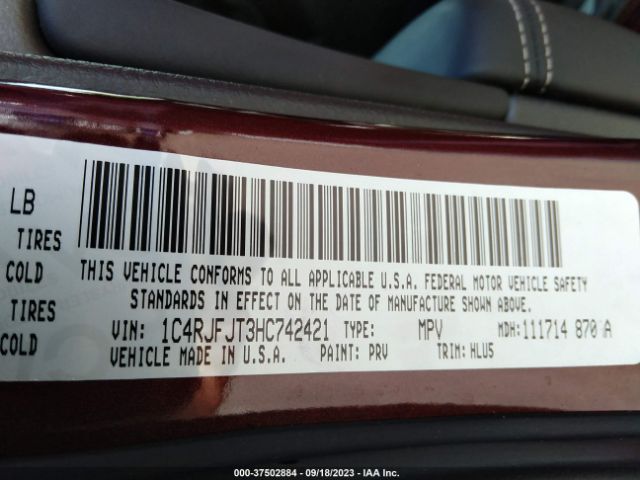 LB
TIRES
COLD
TIRES
COLD
THIS VEHICLE CONFORMS TO ALL APPLICABLE U.S.A. FEDERAL MOTOR VEHICLE SAFETY
STANDARDS IN EFFECT ON THE DATE OF MANUFACTURE SHOWN ABOVE.
VIN: 1C4RJFJT3HC742421 TYPE: MPV MDH:111714 870 A
VEHICLE MADE IN U.S.A. PAINT: PRV TRIM: HLU5
000-37502884 - 09/18/2023 - IAA Inc.